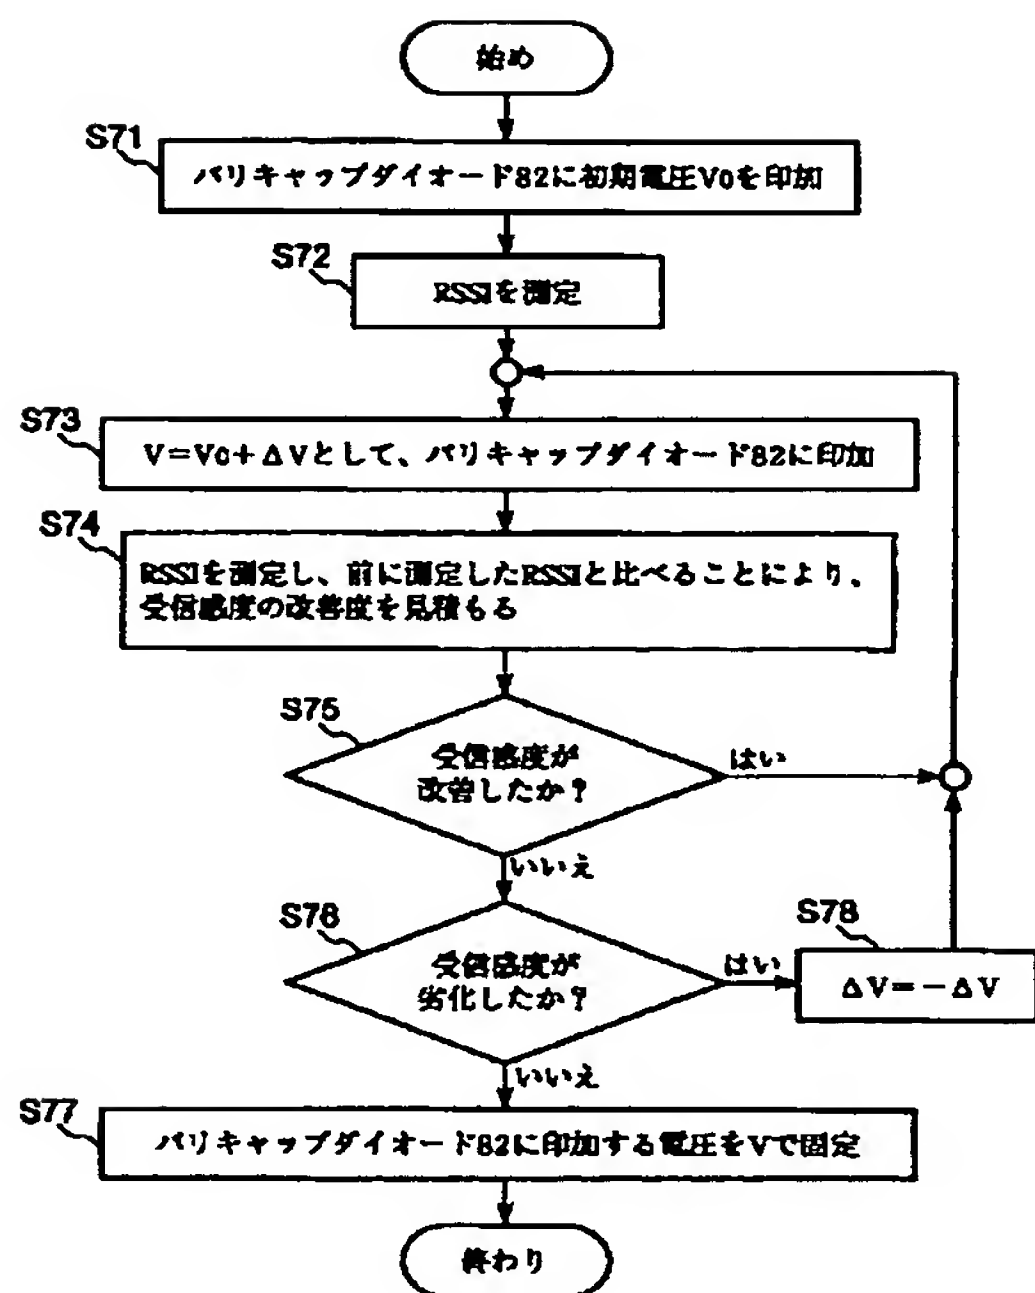 始め
S71
バリキャップダイオード82に初期電圧V0を印加
S72
RSSIを測定
S73
V=V0+ΔVとして、バリキャップダイオード82に印加
S74
RSSIを測定し、前に測定したRSSIと比べることにより、
受信感度の改善度を見積もる
S75
受信感度が
改善したか?
はい
いいえ
S76
受信感度が
劣化したか?
はい
S78
ΔV=-ΔV
いいえ
S77
バリキャップダイオード82に印加する電圧をVで固定
終わり